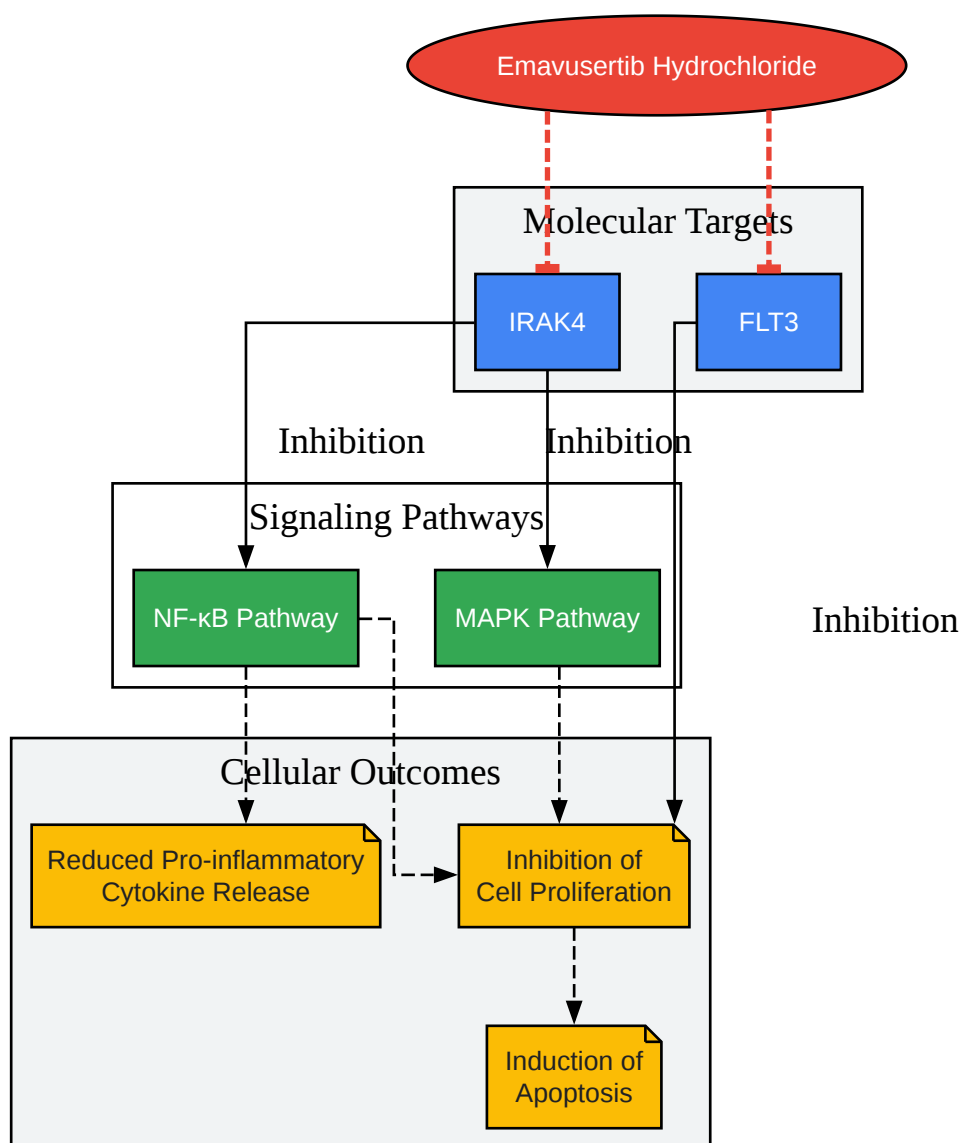 Emavusertib Hydrochloride
Molecular Targets
IRAK4
FLT3
Inhibition
Inhibition
Signaling Pathways
NF-κB Pathway
MAPK Pathway
Inhibition
Cellular Outcomes
Reduced Pro-inflammatory
Cytokine Release
Inhibition of
Cell Proliferation
Induction of
Apoptosis